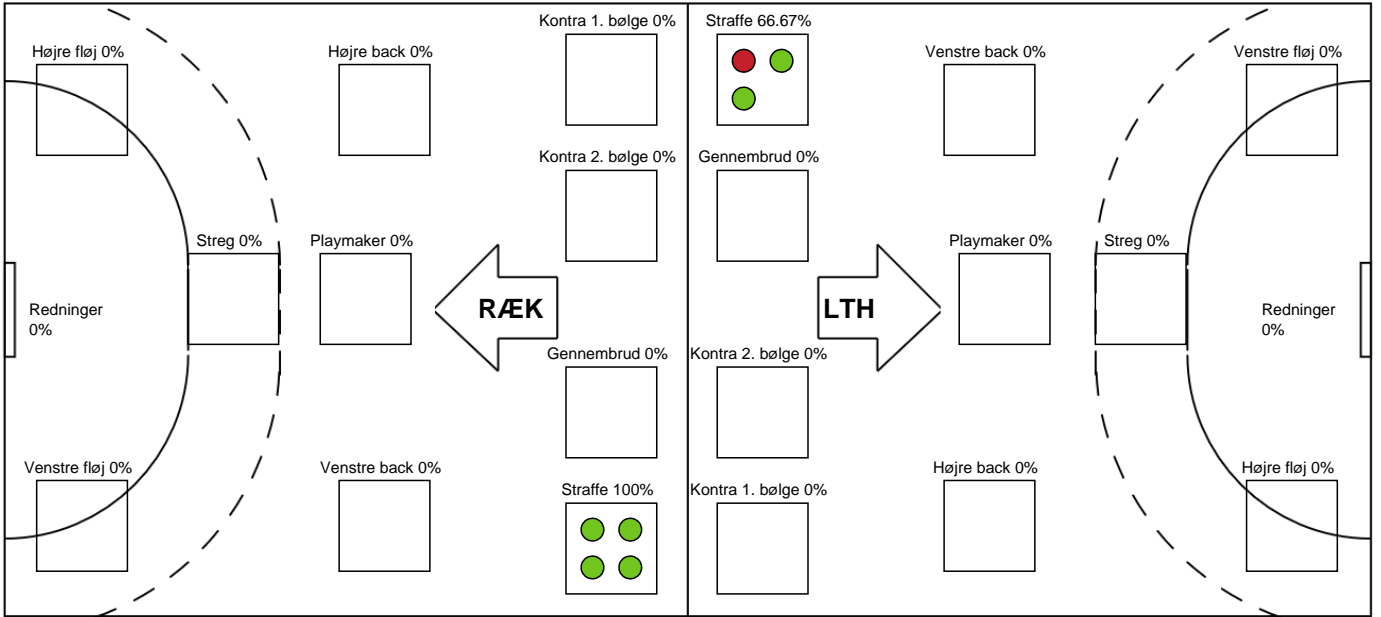 Kontra 1. bølge 0%
Straffe 66.67%
Højre fløj 0%
Højre back 0%
Venstre back 0%
Venstre fløj 0%
Kontra 2. bølge 0%
Gennembrud 0%
Streg 0%
Playmaker 0%
Playmaker 0%
Streg 0%
RÆK
LTH
Redninger
0%
Redninger
0%
Gennembrud 0%
Kontra 2. bølge 0%
Venstre fløj 0%
Venstre back 0%
Højre back 0%
Højre fløj 0%
Straffe 100%
Kontra 1. bølge 0%